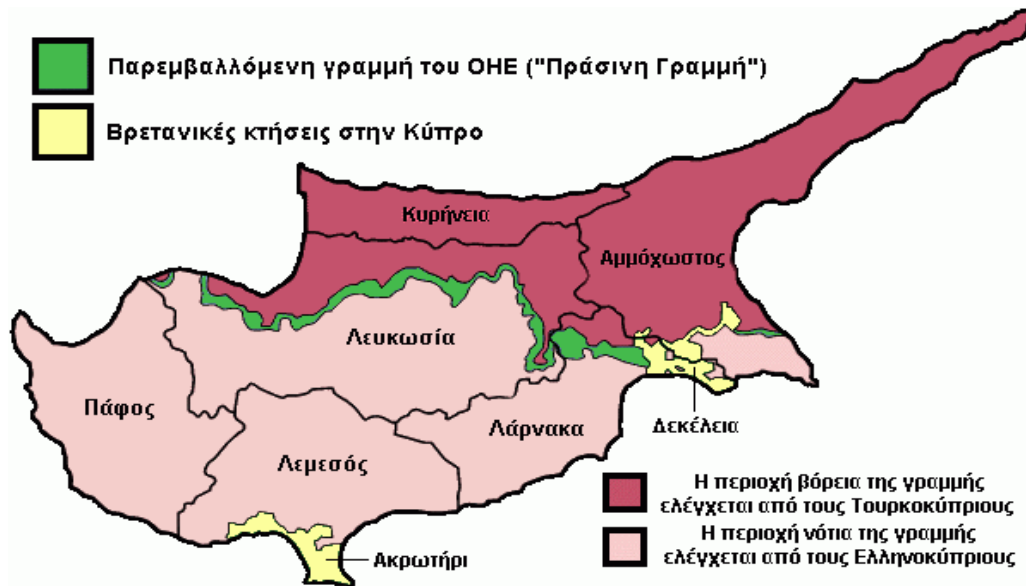 Παρεμβαλλόμενη γραμμή του ΟΗΕ ("Πράσινη Γραμμή")
Βρετανικές κτήσεις στην Κύπρο
Κυρήνεια
Αμμόχωστος
Λευκωσία
Πάφος
Λάρνακα
Δεκέλεια
Λεμεσός
Ακρωτήρι
Η περιοχή βόρεια της γραμμής
ελέγχεται από τους Τουρκοκύπριους
Η περιοχή νότια της γραμμής
ελέγχεται από τους Ελληνοκύπριους